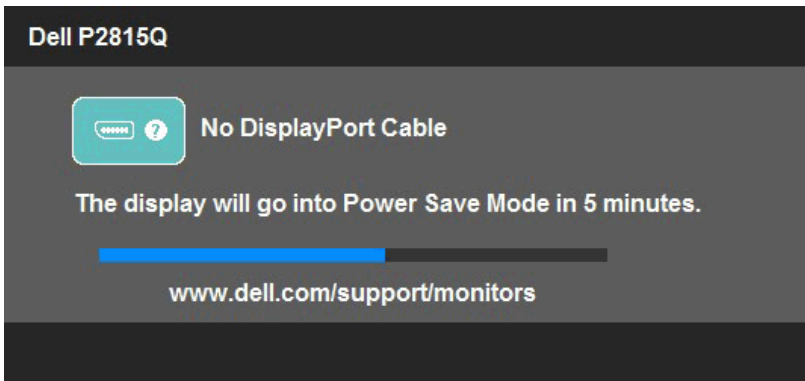 Dell P2815Q
No DisplayPort Cable
The display will go into Power Save Mode in 5 minutes.
www.dell.com/support/monitors